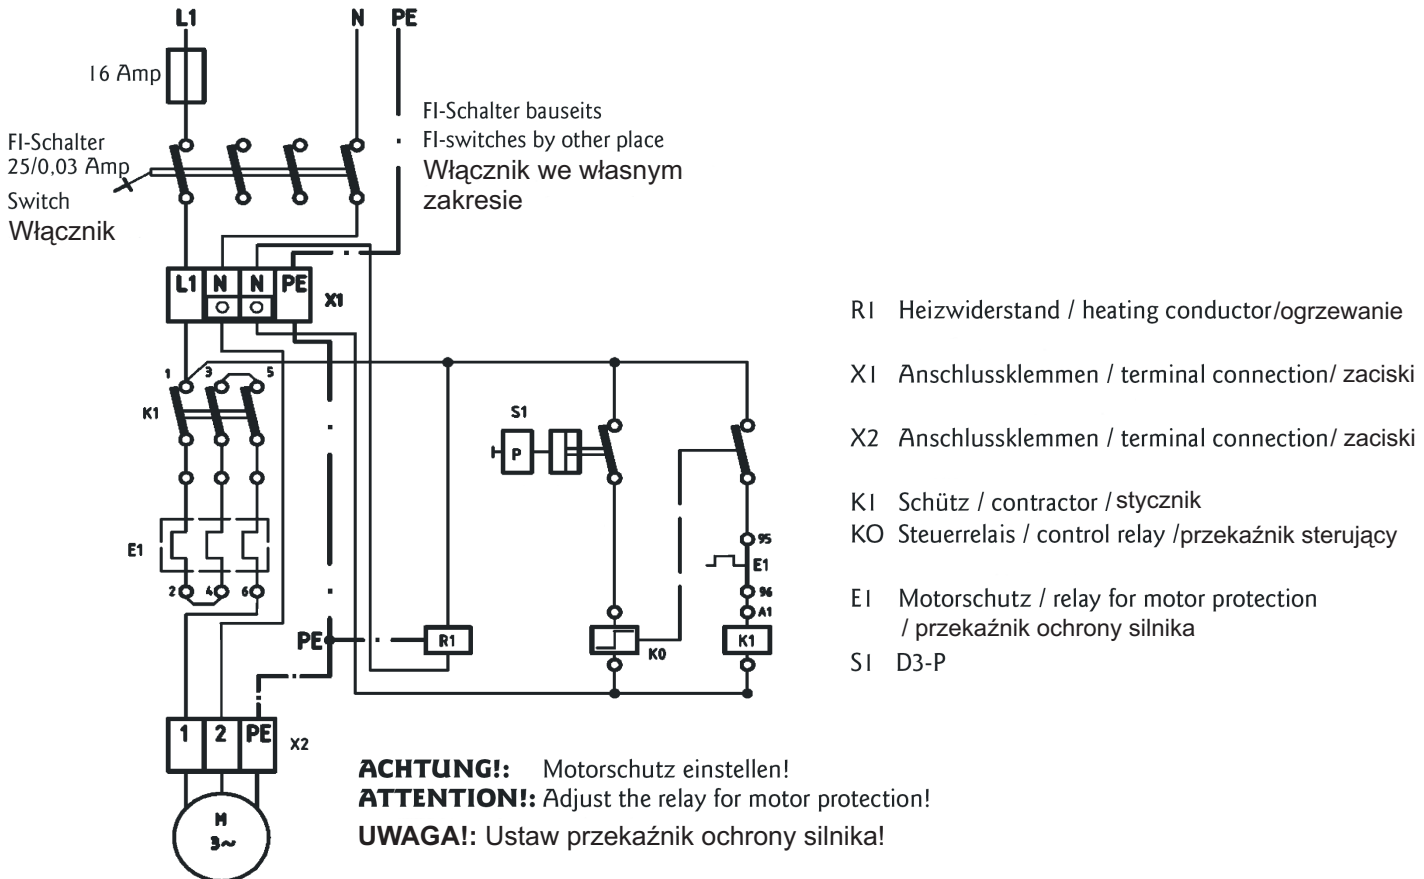 L1
N
PE
16 Amp
FI-Schalter
25/0,03 Amp
Switch
Włącznik
FI-Schalter bauseits
FI-switches by other place
Włącznik we własnym
zakresie
L1
N
N
PE
X1
1
3
5
K1
S1
P
E1
2
4
6
95
E1
96
A1
PE
R1
K0
K1
1
2
PE
X2
M
3~
R1 Heizwiderstand / heating conductor/ogrzewanie
X1 Anschlussklemmen / terminal connection/ zaciski
X2 Anschlussklemmen / terminal connection/ zaciski
K1 Schütz / contractor / stycznik
KO Steuerrelais / control relay /przekaźnik sterujący
E1 Motorschutz / relay for motor protection
/ przekaźnik ochrony silnika
S1 D3-P
ACHTUNG!: Motorschutz einstellen!
ATTENTION!: Adjust the relay for motor protection!
UWAGA!: Ustaw przekaźnik ochrony silnika!